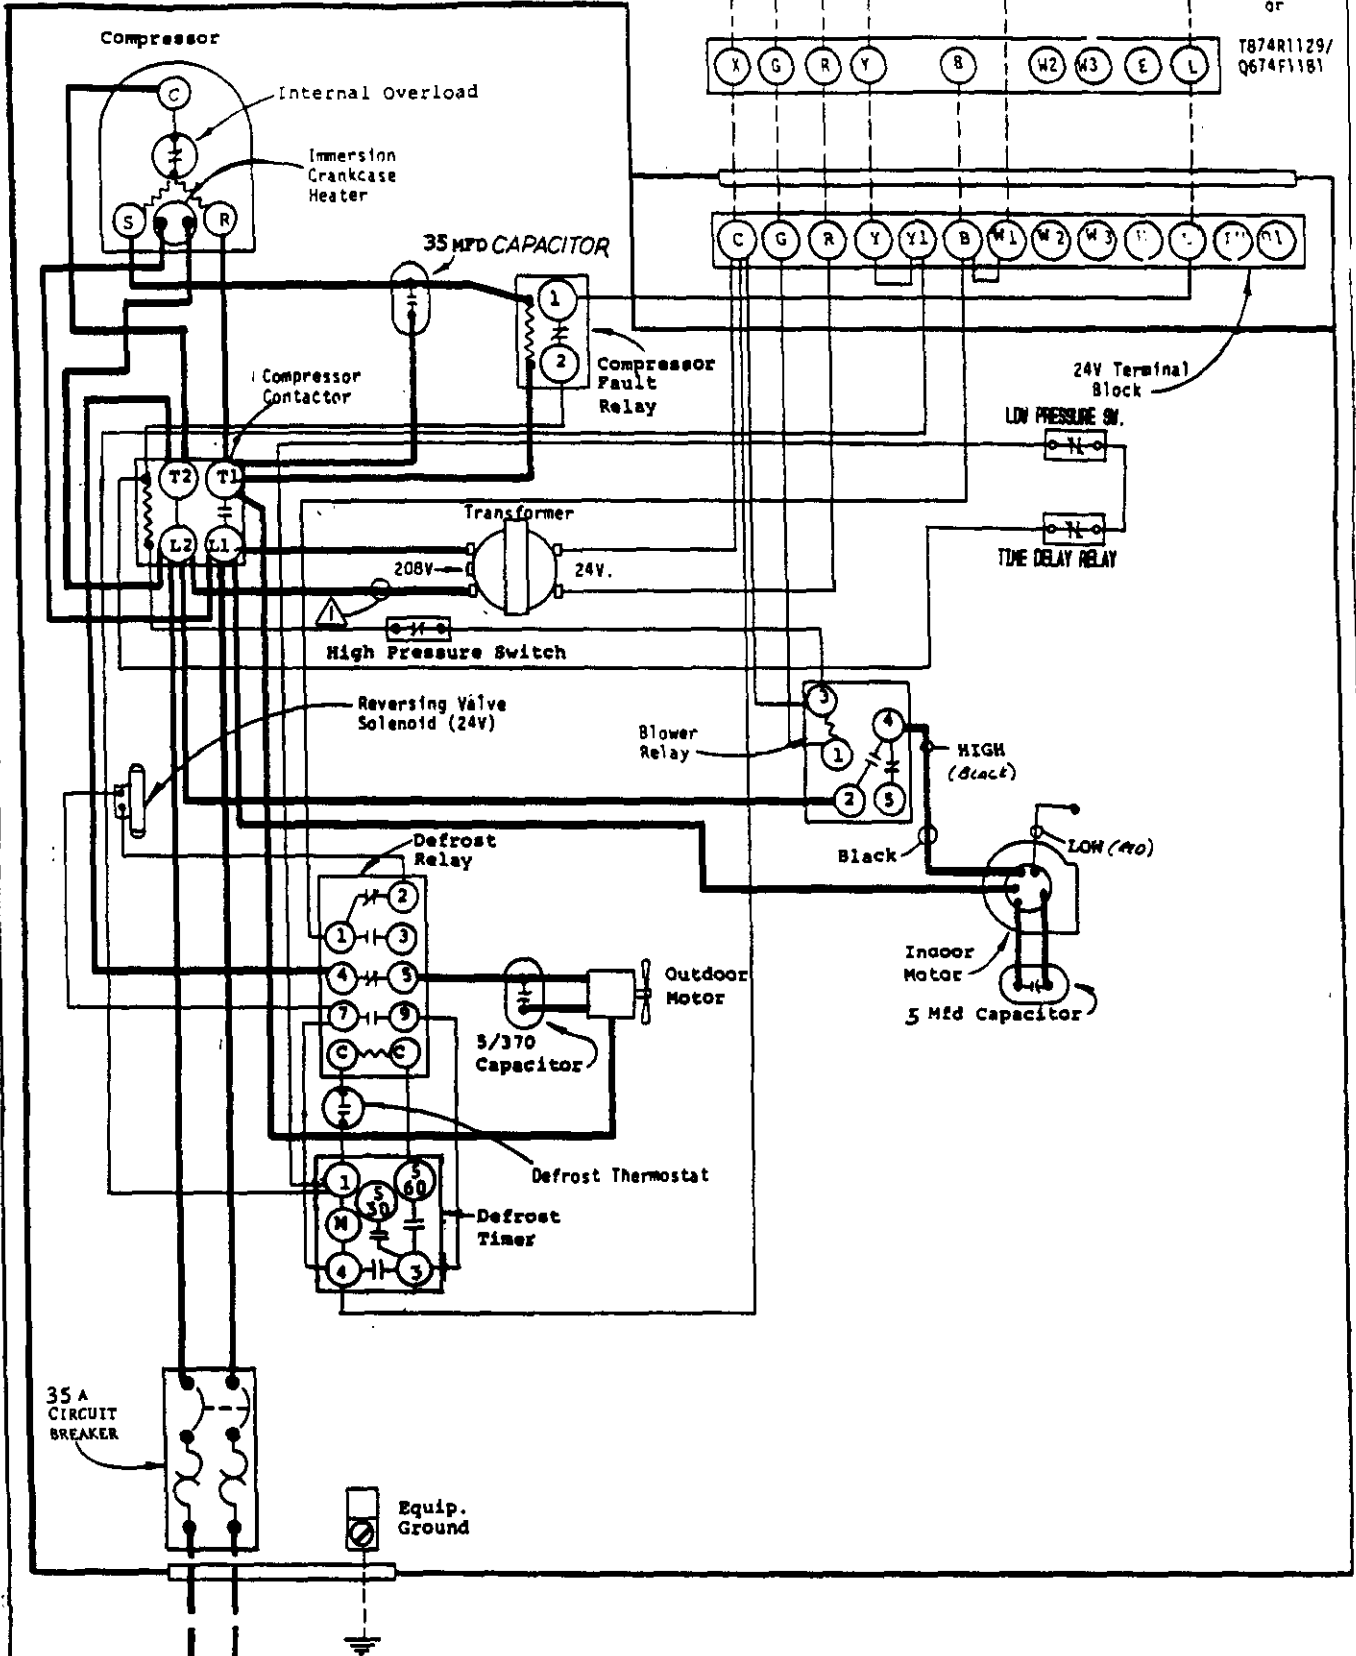 or
T874R1129/
Q674F1181
X G R Y B W2 W3 E L
Compressor
C
Internal Overload
Immersion
Crankcase
Heater
S R
35 MFD CAPACITOR
C G R Y Y1 B W1 W2 W3
1
2
Compressor
Fault
Relay
24V Terminal
Block
Compressor
Contactor
LOW PRESSURE SW.
T2 T1
L2 L1
Transformer
208V
24V.
TIME DELAY RELAY
1
High Pressure Switch
Reversing Valve
Solenoid (24V)
Blower
Relay
3
4
1
2 5
HIGH
(Black)
Black
LOW
Defrost
Relay
2
1 3
4 5
7 9
C C
Outdoor
Motor
5/370
Capacitor
Indoor
Motor
5 Mfd Capacitor
Defrost Thermostat
1
S
30
S
60
M
4 3
Defrost
Timer
35 A
CIRCUIT
BREAKER
Equip.
Ground